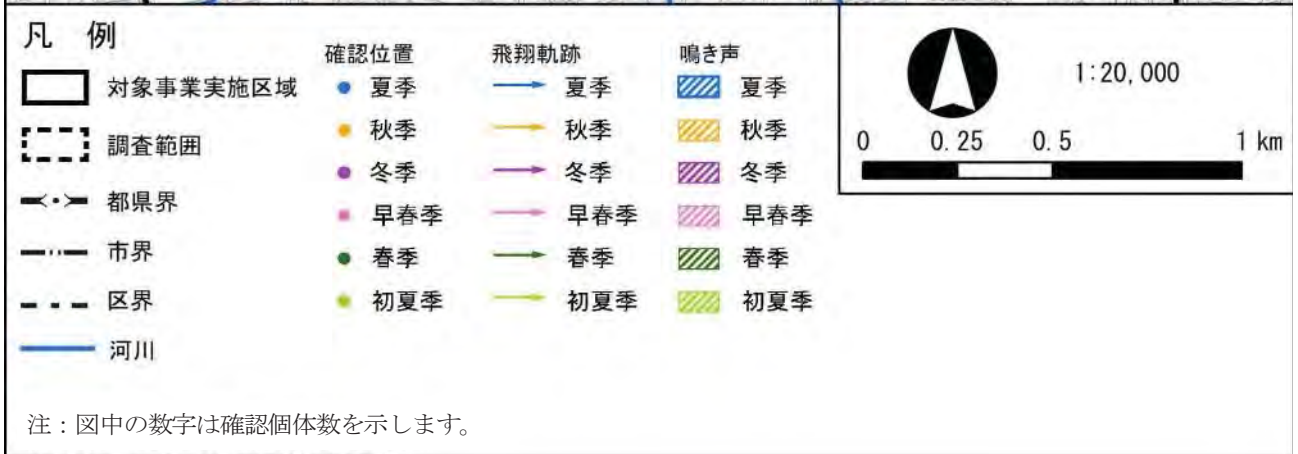 凡 例
対象事業実施区域
調査範囲
都県界
市界
区界
河川
確認位置
夏季
秋季
冬季
早春季
春季
初夏季
飛翔軌跡
夏季
秋季
冬季
早春季
春季
初夏季
鳴き声
夏季
秋季
冬季
早春季
春季
初夏季
1:20,000
0 0.25 0.5 1 km
注：図中の数字は確認個体数を示します。